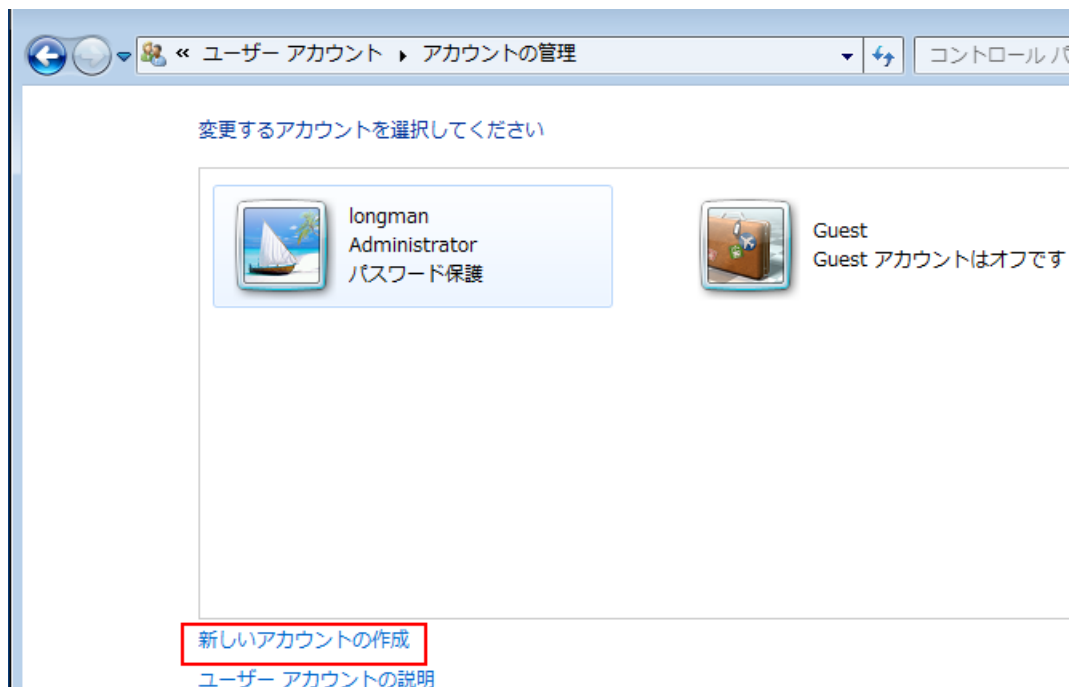 « ユーザー アカウント ▸ アカウントの管理
コントロール パ
変更するアカウントを選択してください
longman
Administrator
パスワード保護
Guest
Guest アカウントはオフです
新しいアカウントの作成
ユーザー アカウントの説明